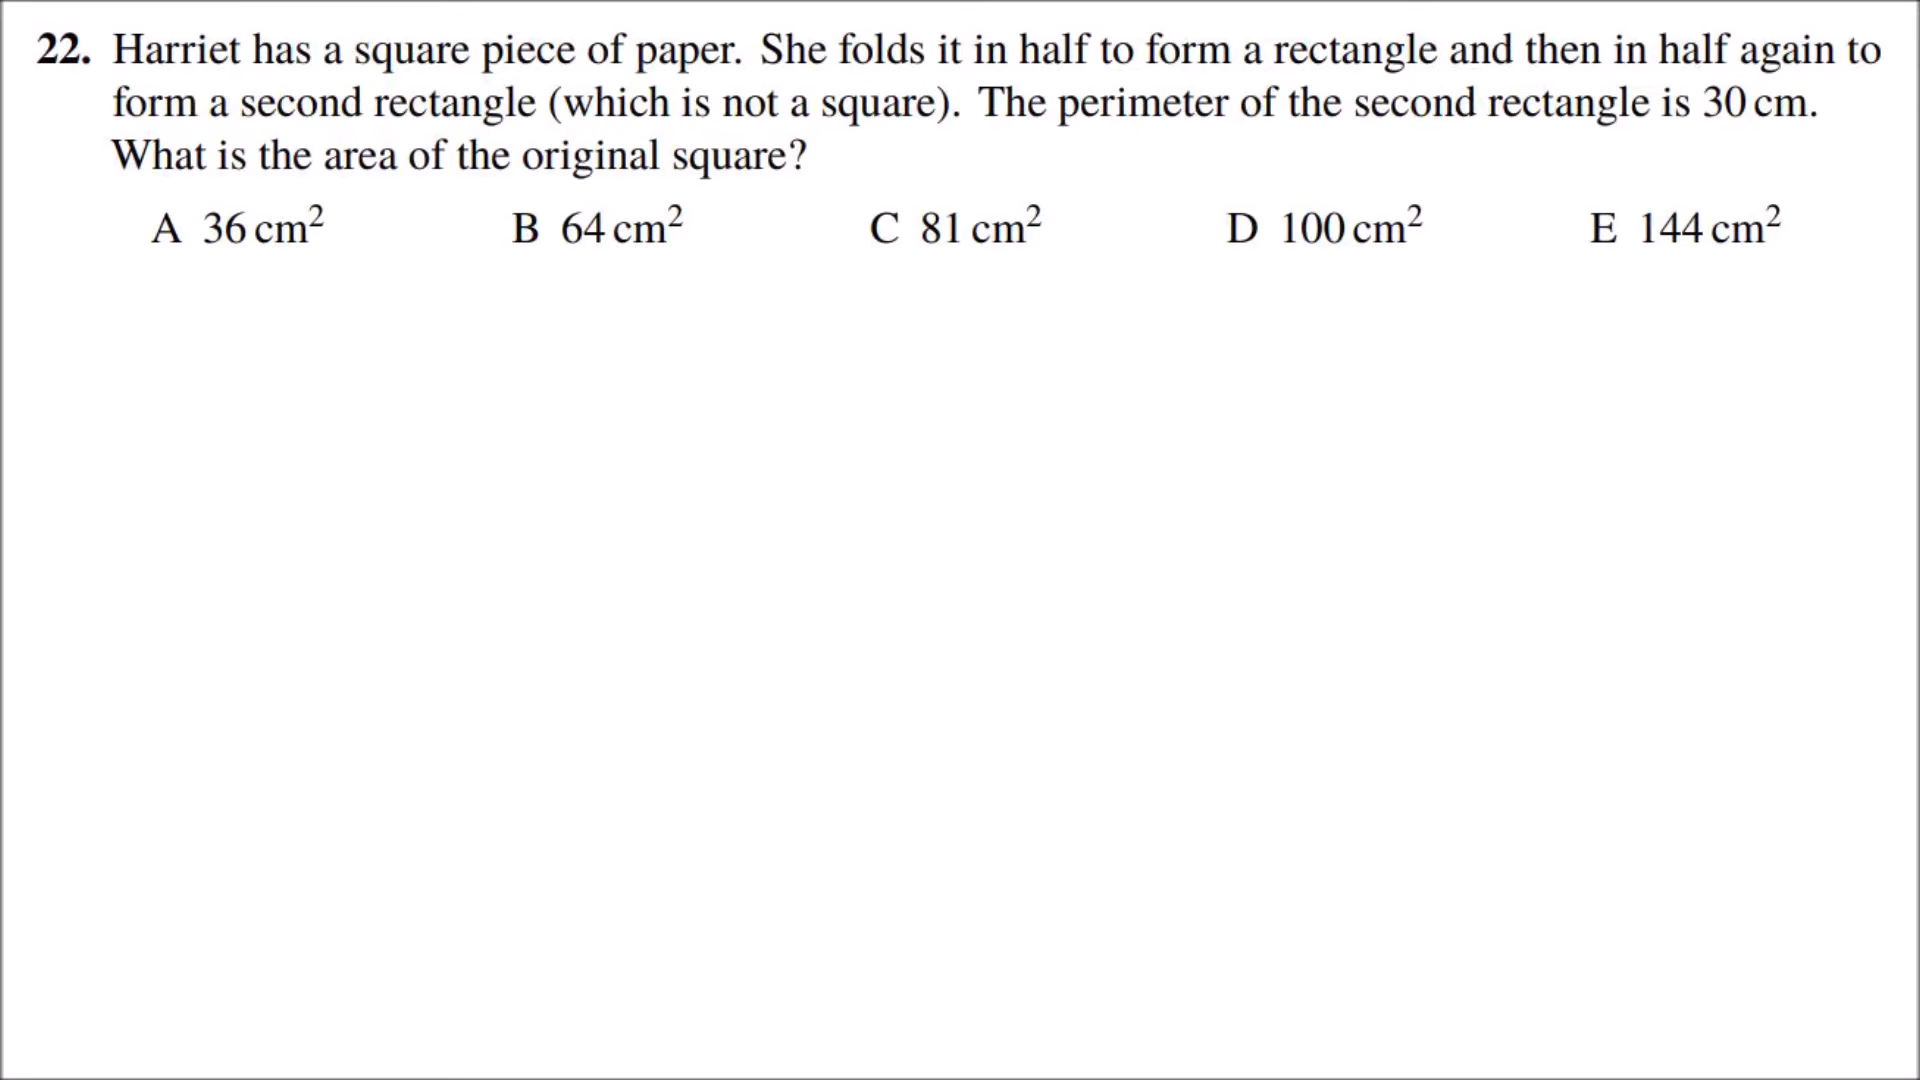 22. Harriet has a square piece of paper. She folds it in half to form a rectangle and then in half again to
form a second rectangle (which is not a square). The perimeter of the second rectangle is 30 cm.
What is the area of the original square?
A 36 cm² B 64 cm² C 81 cm² D 100 cm² E 144 cm²